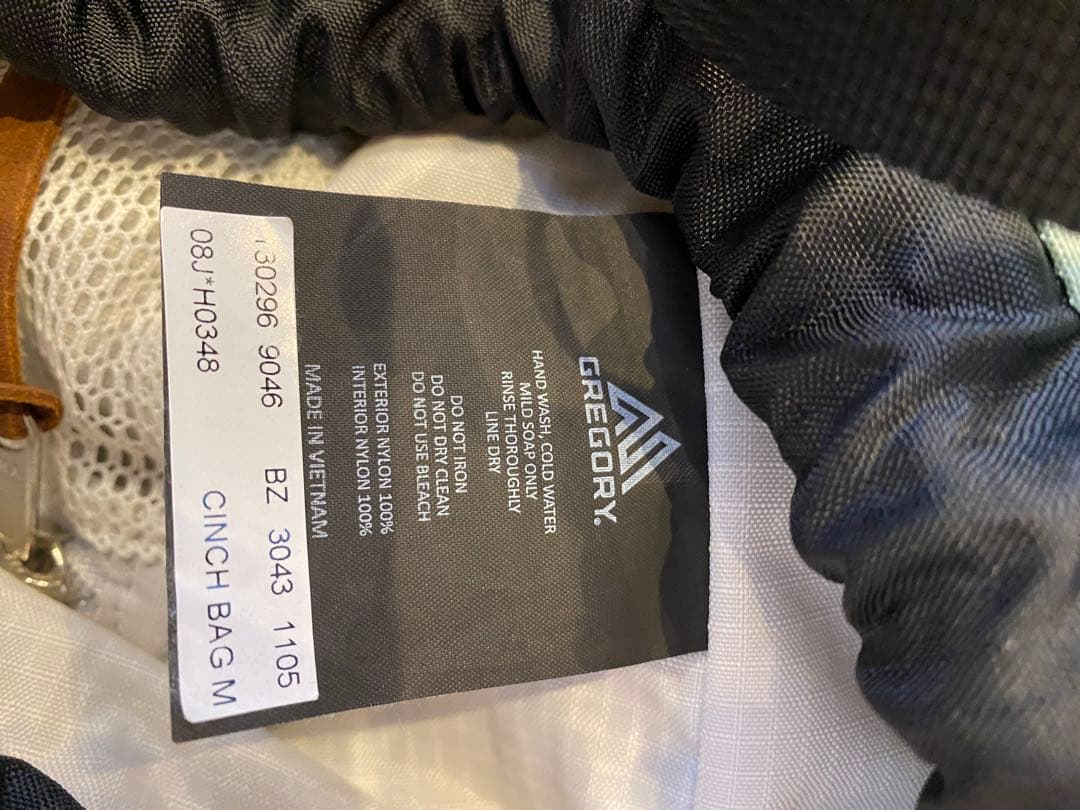 GREGORY.
HAND WASH, COLD WATER
MILD SOAP ONLY
RINSE THOROUGHLY
LINE DRY
DO NOT IRON
DO NOT DRY CLEAN
DO NOT USE BLEACH
EXTERIOR NYLON 100%
INTERIOR NYLON 100%
MADE IN VIETNAM
9046 BZ 3043 1105
08J*H0348 CINCH BAG M